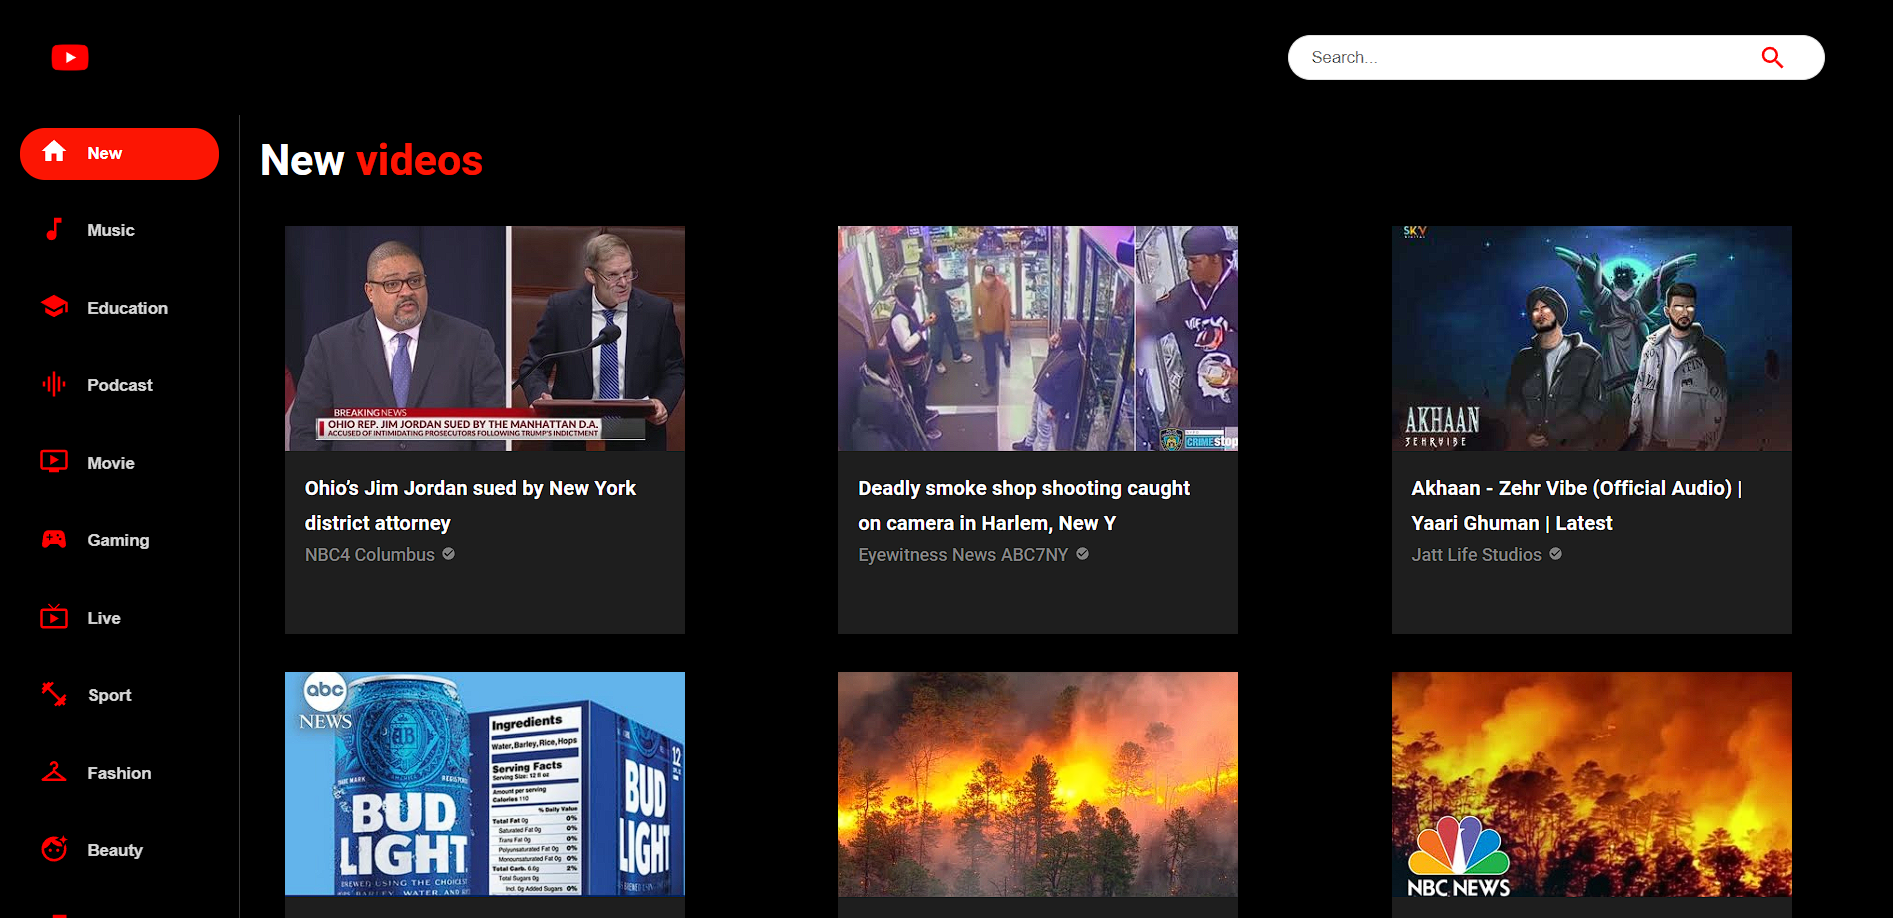 Search...
New
Music
Education
Podcast
Movie
Gaming
Live
Sport
Fashion
Beauty
New videos
BREAKING NEWS
OHIO REP. JIM JORDAN SUED BY THE MANHATTAN D.A.
ACCUSED OF INTIMIDATING PROSECUTORS FOLLOWING TRUMP'S INDICTMENT
Ohio’s Jim Jordan sued by New York
district attorney
NBC4 Columbus
CRIMEstop
Deadly smoke shop shooting caught
on camera in Harlem, New Y
Eyewitness News ABC7NY
SKY
DIGITAL
AKHAAN
ZEHR VIBE
Akhaan - Zehr Vibe (Official Audio) |
Yaari Ghuman | Latest
Jatt Life Studios
abc
NEWS
TRADE MARK
REGISTERED
BUD
LIGHT
BREWED USING THE CHOICEST
Ingredients
Water, Barley, Rice, Hops
Serving Facts
Serving Size: 12 fl oz
Amount per serving
Calories 110
% Daily Value
Total Fat 0g 0%
Saturated Fat 0g 0%
Trans Fat 0g 0%
Polyunsaturated Fat 0g 0%
Monounsaturated Fat 0g 0%
Total Carb. 6.6g 2%
Total Sugars 0g
Incl. 0g Added Sugars 0%
12
BUD
LIGHT
NBC NEWS